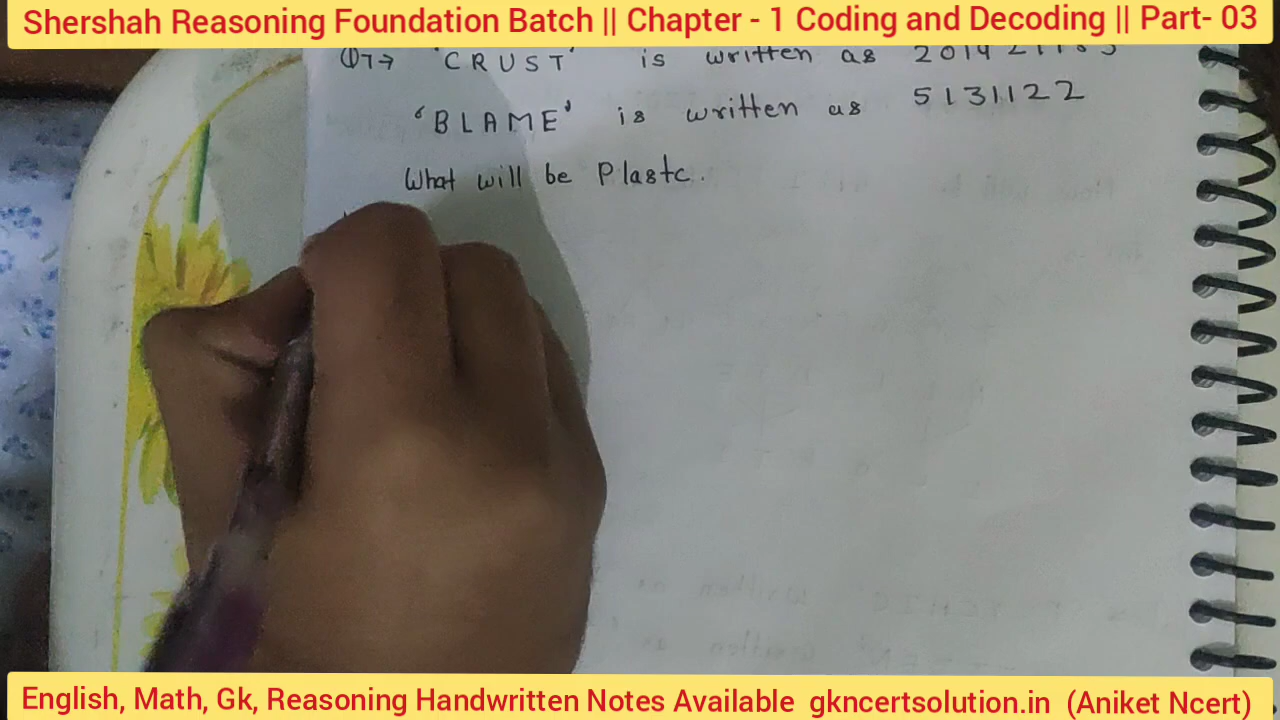 Shershah Reasoning Foundation Batch || Chapter - 1 Coding and Decoding || Part- 03
Q7→ 'CRUST' is written as
'BLAME' is written as 5131122
What will be Plastc.
English, Math, Gk, Reasoning Handwritten Notes Available gkncertsolution.in (Aniket Ncert)